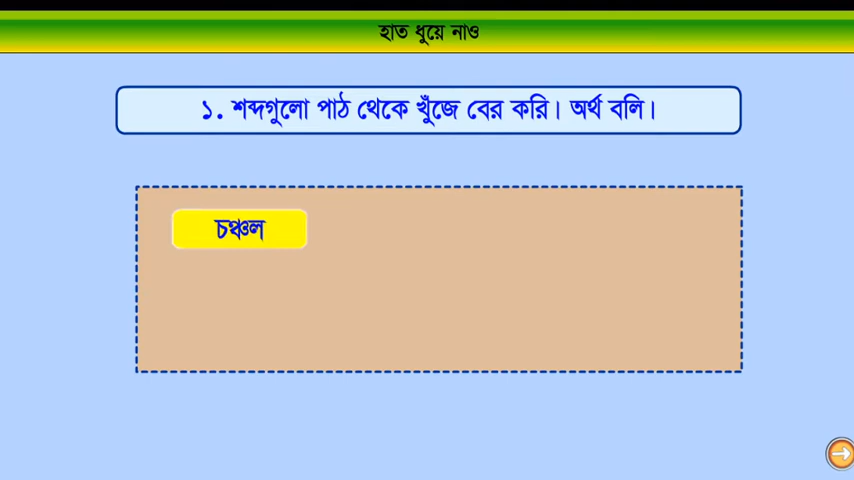 হাত ধুয়ে নাও
১. শব্দগুলো পাঠ থেকে খুঁজে বের করি। অর্থ বলি।
চঞ্চল